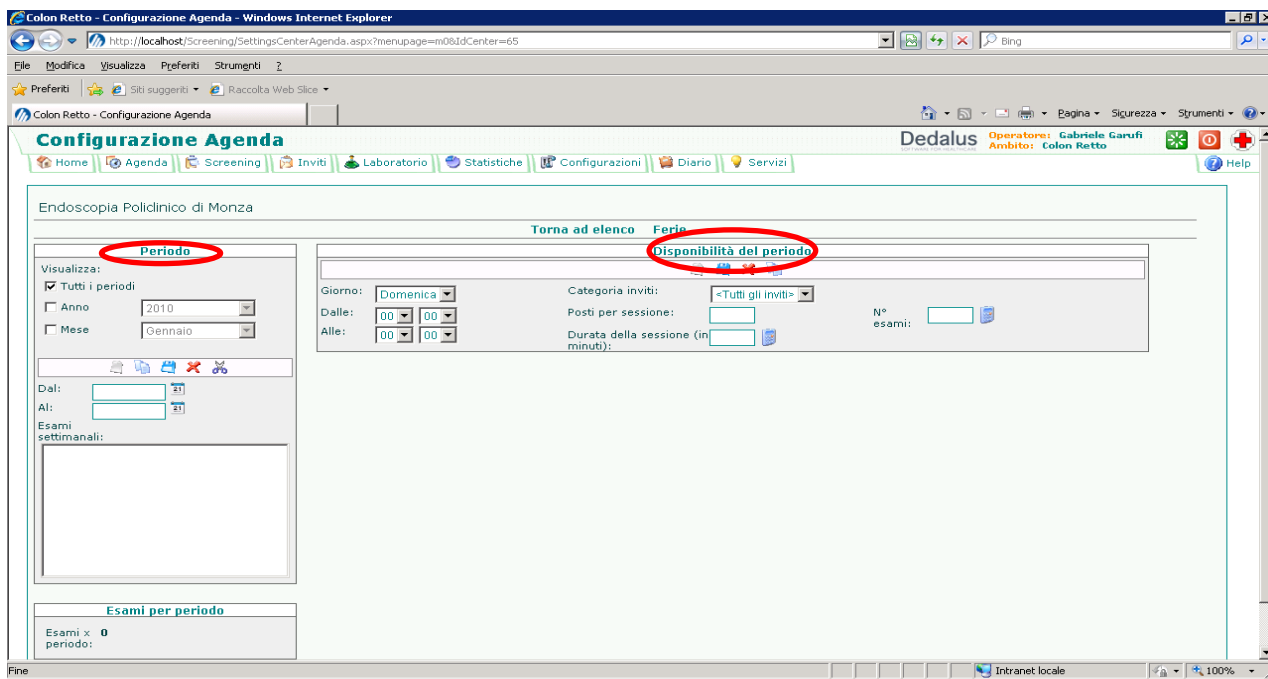 Colon Retto - Configurazione Agenda - Windows Internet Explorer
http://localhost/Screening/SettingsCenterAgenda.aspx?menupage=m0&IdCenter=65
Bing
File Modifica Visualizza Preferiti Strumenti ?
Preferiti Siti suggeriti Raccolta Web Slice
Colon Retto - Configurazione Agenda
Pagina Sicurezza Strumenti
Configurazione Agenda
Dedalus
Operatore: Gabriele Garufi
Ambito: Colon Retto
Home Agenda Screening Inviti Laboratorio Statistiche Configurazioni Diario Servizi
Help
Endoscopia Policlinico di Monza
Torna ad elenco Ferie
Periodo
Visualizza:
Tutti i periodi
Anno 2010
Mese Gennaio
Dal: 21
Al: 21
Esami
settimanali:
Esami per periodo
Esami x 0
periodo:
Disponibilità del periodo
Giorno: Domenica
Categoria inviti: <Tutti gli inviti>
Dalle: 00 00
Posti per sessione:
N°
esami:
Alle: 00 00
Durata della sessione (in
minuti):
Fine
Intranet locale
100%